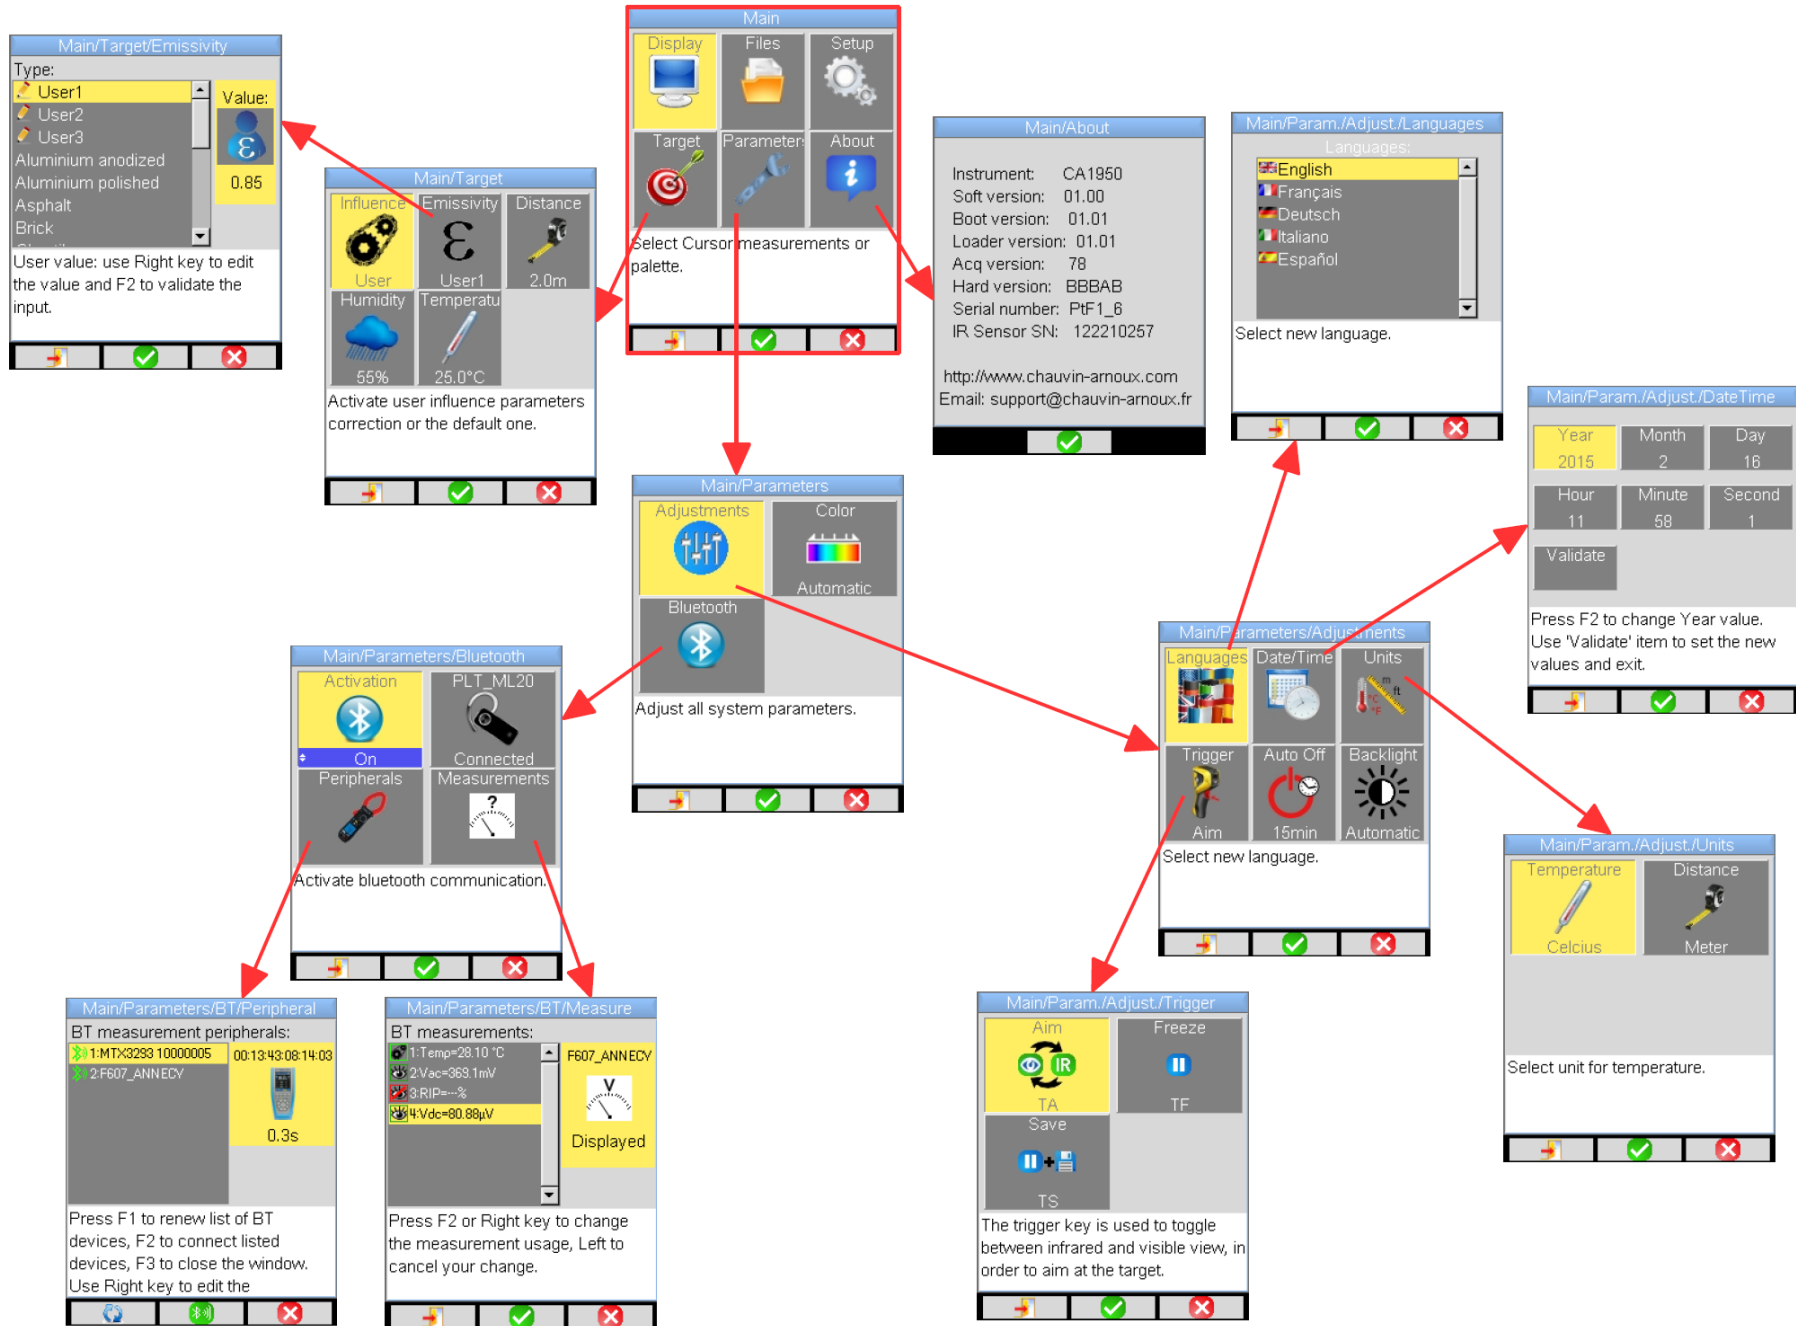 Main/Target/Emissivity
Type:
User1
User2
User3
Aluminium anodized
Aluminium polished
Asphalt
Brick
Value:
0.85
User value: use Right key to edit
the value and F2 to validate the
input.
Main/Target
Influence
User
Emissivity
ε
User1
Distance
2.0m
Humidity
55%
Temperatu
25.0°C
Activate user influence parameters
correction or the default one.
Main
Display
Files
Setup
Target
Parameter
About
Select Cursor measurements or
palette.
Main/About
Instrument: CA1950
Soft version: 01.00
Boot version: 01.01
Loader version: 01.01
Acq version: 78
Hard version: BBBAB
Serial number: PtF1_6
IR Sensor SN: 122210257
http://www.chauvin-arnoux.com
Email: support@chauvin-arnoux.fr
Main/Param./Adjust./Languages
Languages:
English
Français
Deutsch
Italiano
Español
Select new language.
Main/Param./Adjust./DateTime
Year
2015
Month
2
Day
16
Hour
11
Minute
58
Second
1
Validate
Press F2 to change Year value.
Use 'Validate' item to set the new
values and exit.
Main/Parameters
Adjustments
Color
Automatic
Bluetooth
Adjust all system parameters.
Main/Parameters/Bluetooth
Activation
On
PLT_ML20
Connected
Peripherals
Measurements
?
Activate bluetooth communication.
Main/Parameters/Adjustments
Languages
Date/Time
Units
m
ft
°C
°F
Trigger
Aim
Auto Off
15min
Backlight
Automatic
Select new language.
Main/Param./Adjust./Units
Temperature
Celcius
Distance
Meter
Select unit for temperature.
Main/Parameters/BT/Peripheral
BT measurement peripherals:
1:MTX3293 10000005
2:F607_ANNECY
00:13:43:08:14:03
0.3s
Press F1 to renew list of BT
devices, F2 to connect listed
devices, F3 to close the window.
Use Right key to edit the
Main/Parameters/BT/Measure
BT measurements:
1:Temp=28.10 °C
2:Vac=369.1mV
3:RIP=---%
4:Vdc=80.88µV
F607_ANNECY
V
Displayed
Press F2 or Right key to change
the measurement usage, Left to
cancel your change.
Main/Param./Adjust./Trigger
Aim
IR
TA
Freeze
TF
Save
TS
The trigger key is used to toggle
between infrared and visible view, in
order to aim at the target.